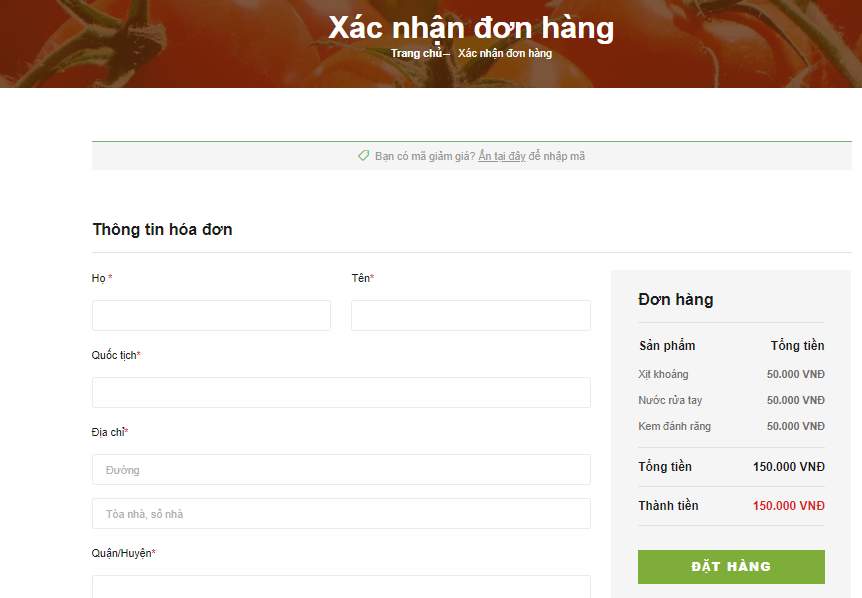 Xác nhận đơn hàng
Trang chủ– Xác nhận đơn hàng
Bạn có mã giảm giá? Ấn tại đây để nhập mã
Thông tin hóa đơn
Họ *
Tên*
Quốc tịch*
Địa chỉ*
Đường
Tòa nhà, số nhà
Quận/Huyện*
Đơn hàng
Sản phẩm Tổng tiền
Xịt khoáng 50.000 VNĐ
Nước rửa tay 50.000 VNĐ
Kem đánh răng 50.000 VNĐ
Tổng tiền 150.000 VNĐ
Thành tiền 150.000 VNĐ
ĐẶT HÀNG